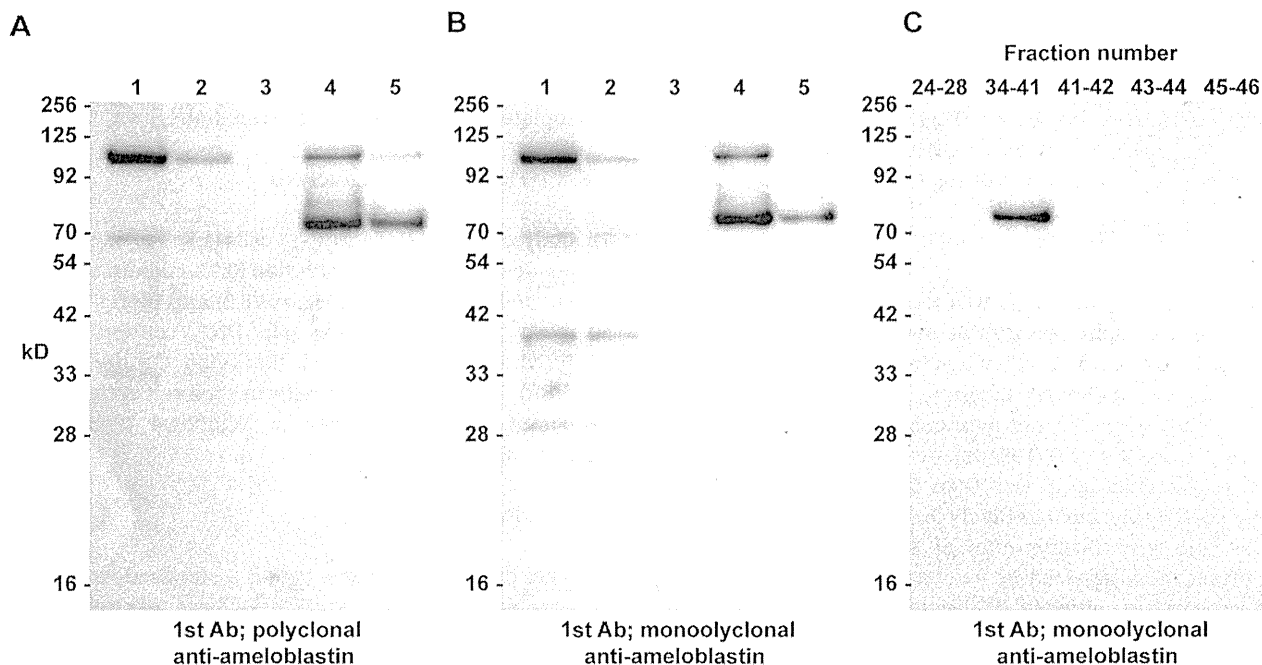 A
1 2 3 4 5
256 -
125 -
92 -
70 -
54 -
42 -
kD
33 -
28 -
16 -
1st Ab; polyclonal
anti-ameloblastin
B
1 2 3 4 5
256 -
125 -
92 -
70 -
54 -
42 -
33 -
28 -
16 -
1st Ab; monoolyclonal
anti-ameloblastin
C
Fraction number
24-28 34-41 41-42 43-44 45-46
256 -
125 -
92 -
70 -
54 -
42 -
33 -
28 -
16 -
1st Ab; monoolyclonal
anti-ameloblastin